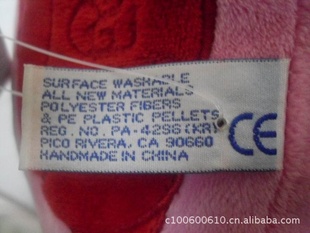 SURFACE WASHABLE
ALL NEW MATERIALS
POLYESTER FIBERS
& PE PLASTIC PELLETS
REG. NO. PA-4296 (KR)
PICO RIVERA, CA 90660
HANDMADE IN CHINA
CE
c100600610.cn.alibaba.com